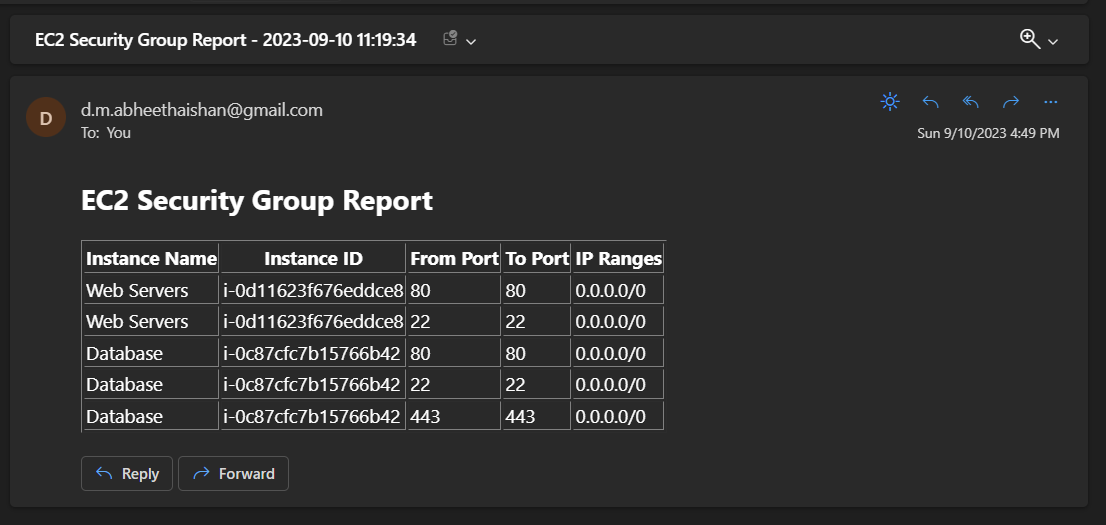 EC2 Security Group Report - 2023-09-10 11:19:34
D
d.m.abheethaishan@gmail.com
To: You
Sun 9/10/2023 4:49 PM
EC2 Security Group Report
Instance Name Instance ID From Port To Port IP Ranges
Web Servers i-0d11623f676eddce8 80 80 0.0.0.0/0
Web Servers i-0d11623f676eddce8 22 22 0.0.0.0/0
Database i-0c87cfc7b15766b42 80 80 0.0.0.0/0
Database i-0c87cfc7b15766b42 22 22 0.0.0.0/0
Database i-0c87cfc7b15766b42 443 443 0.0.0.0/0
Reply Forward